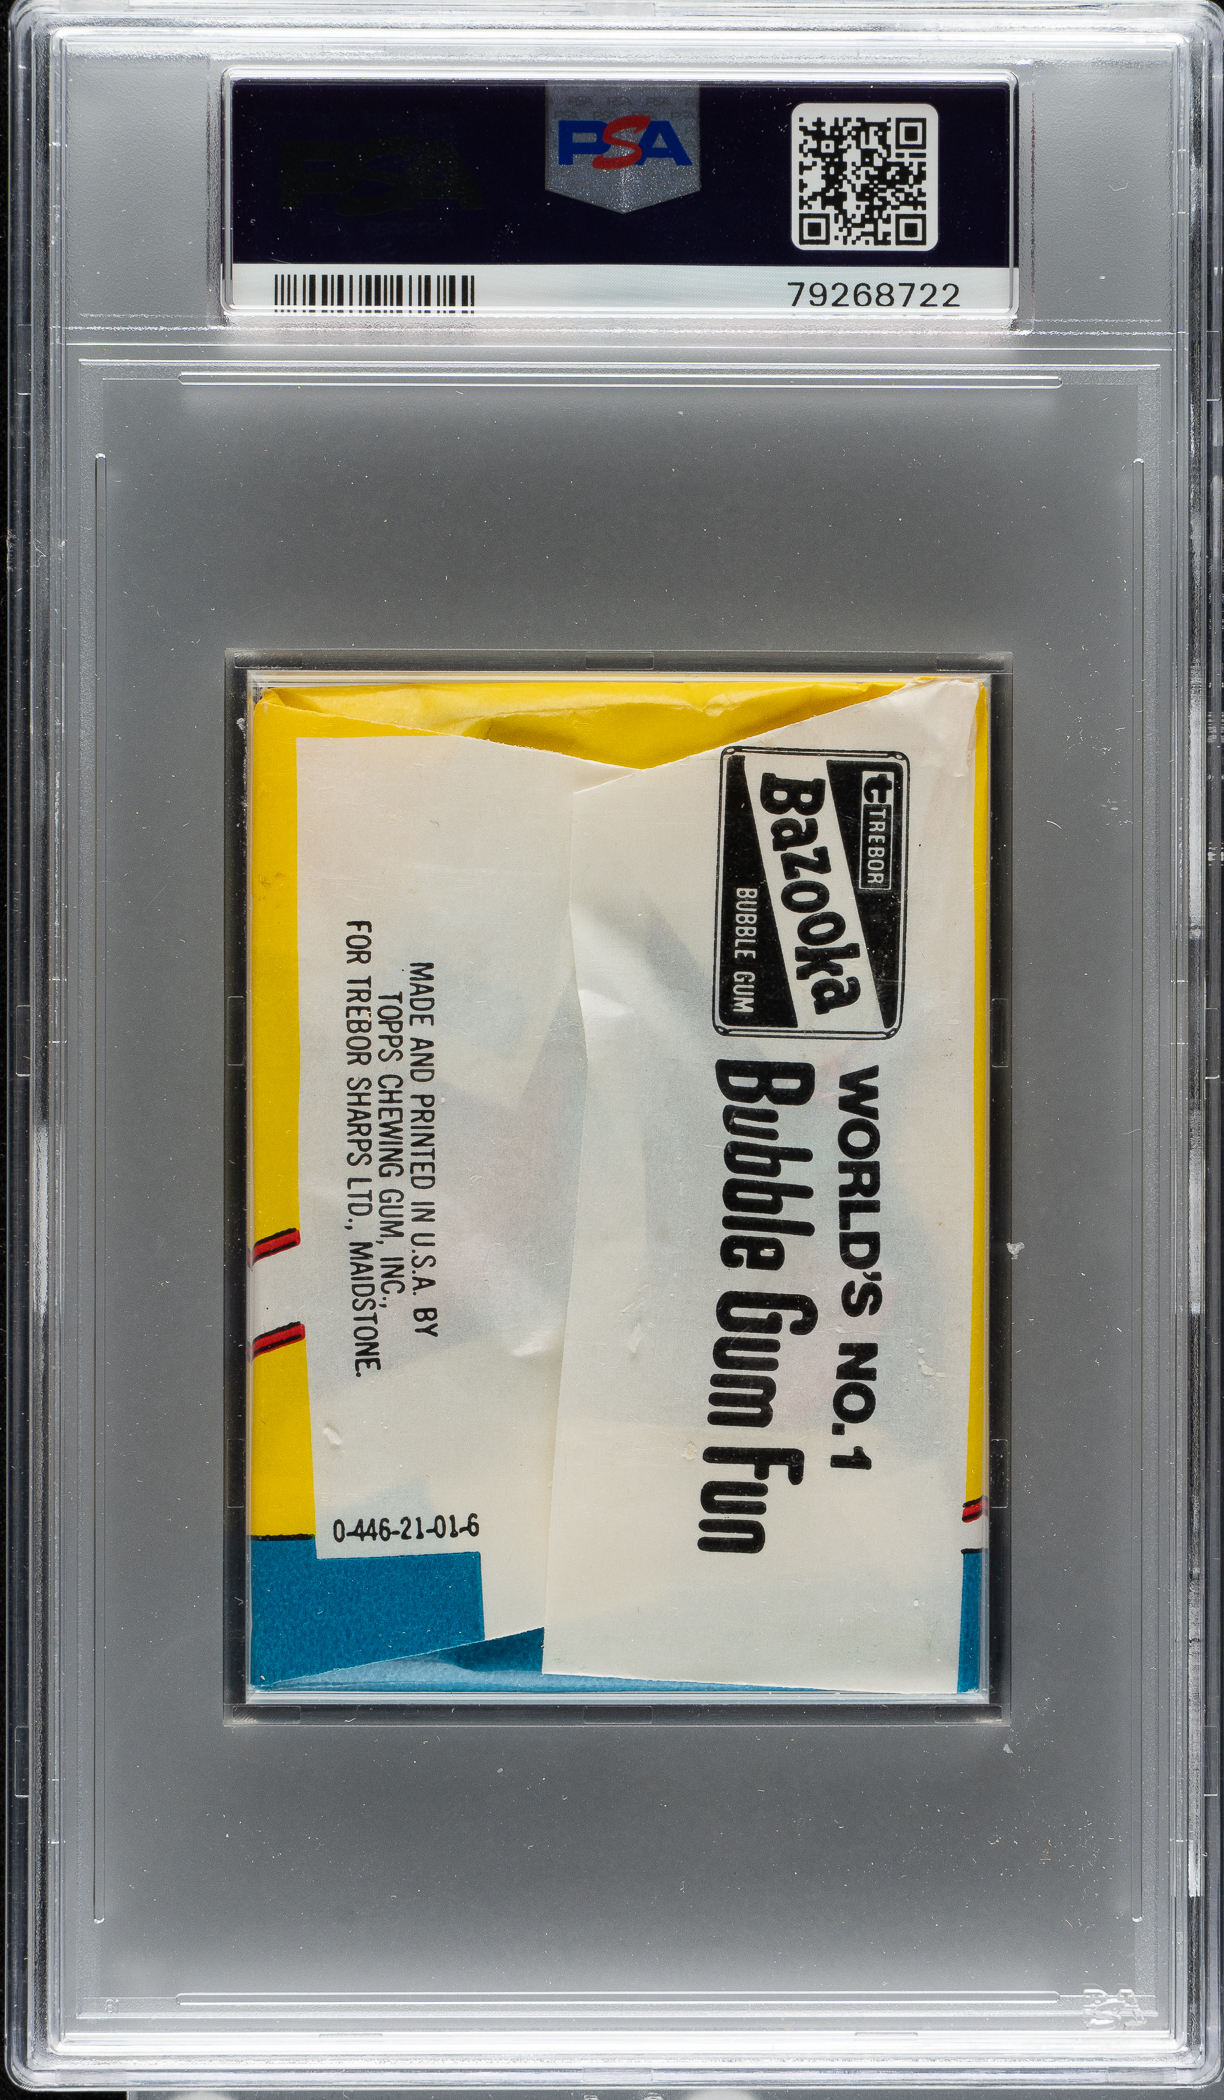 PSA
79268722
t TREBOR
Bazooka
BUBBLE GUM
WORLD'S NO. 1
Bubble Gum Fun
MADE AND PRINTED IN U.S.A. BY
TOPPS CHEWING GUM, INC.,
FOR TREBOR SHARPS LTD., MAIDSTONE.
0-446-21-01-6
PSA